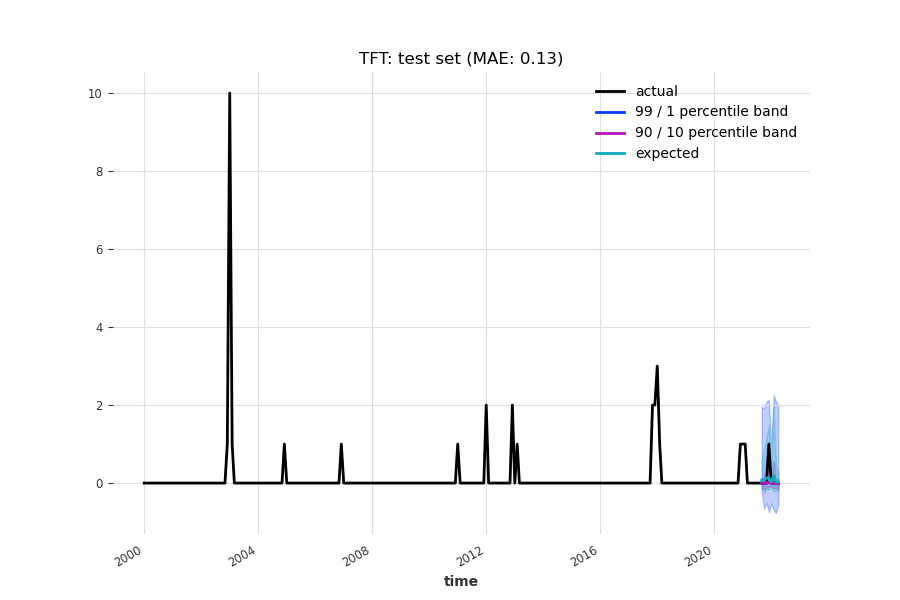 TFT: test set (MAE: 0.13)
actual
99 / 1 percentile band
90 / 10 percentile band
expected
10
8
6
4
2
0
2000
2004
2008
2012
2016
2020
time